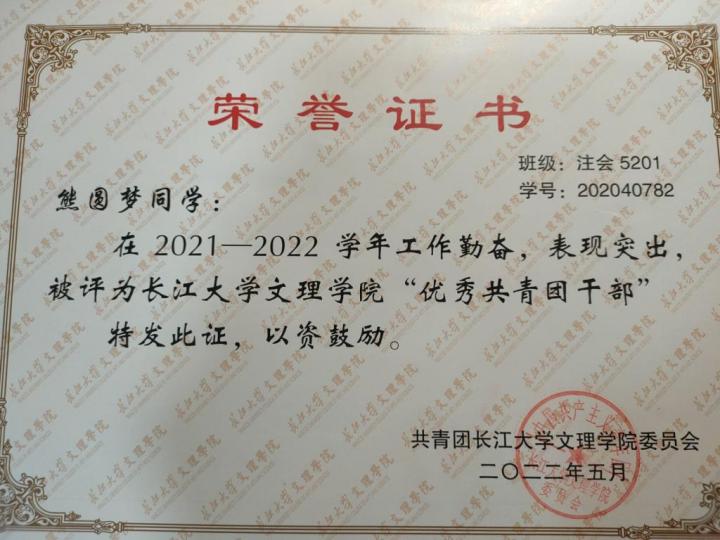 荣誉证书
班级：注会 5201
学号：202040782
熊圆梦同学：
在 2021—2022 学年工作勤奋，表现突出，
被评为长江大学文理学院“优秀共青团干部”
特发此证，以资鼓励。
共青团长江大学文理学院委员会
二〇二二年五月